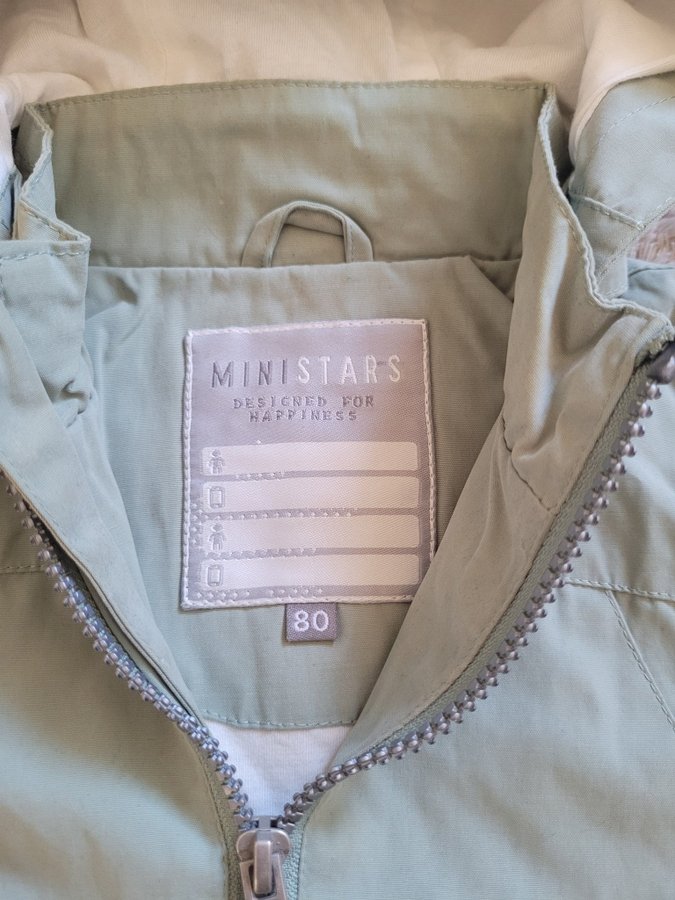 MINISTARS
DESIGNED FOR
HAPPINESS
80